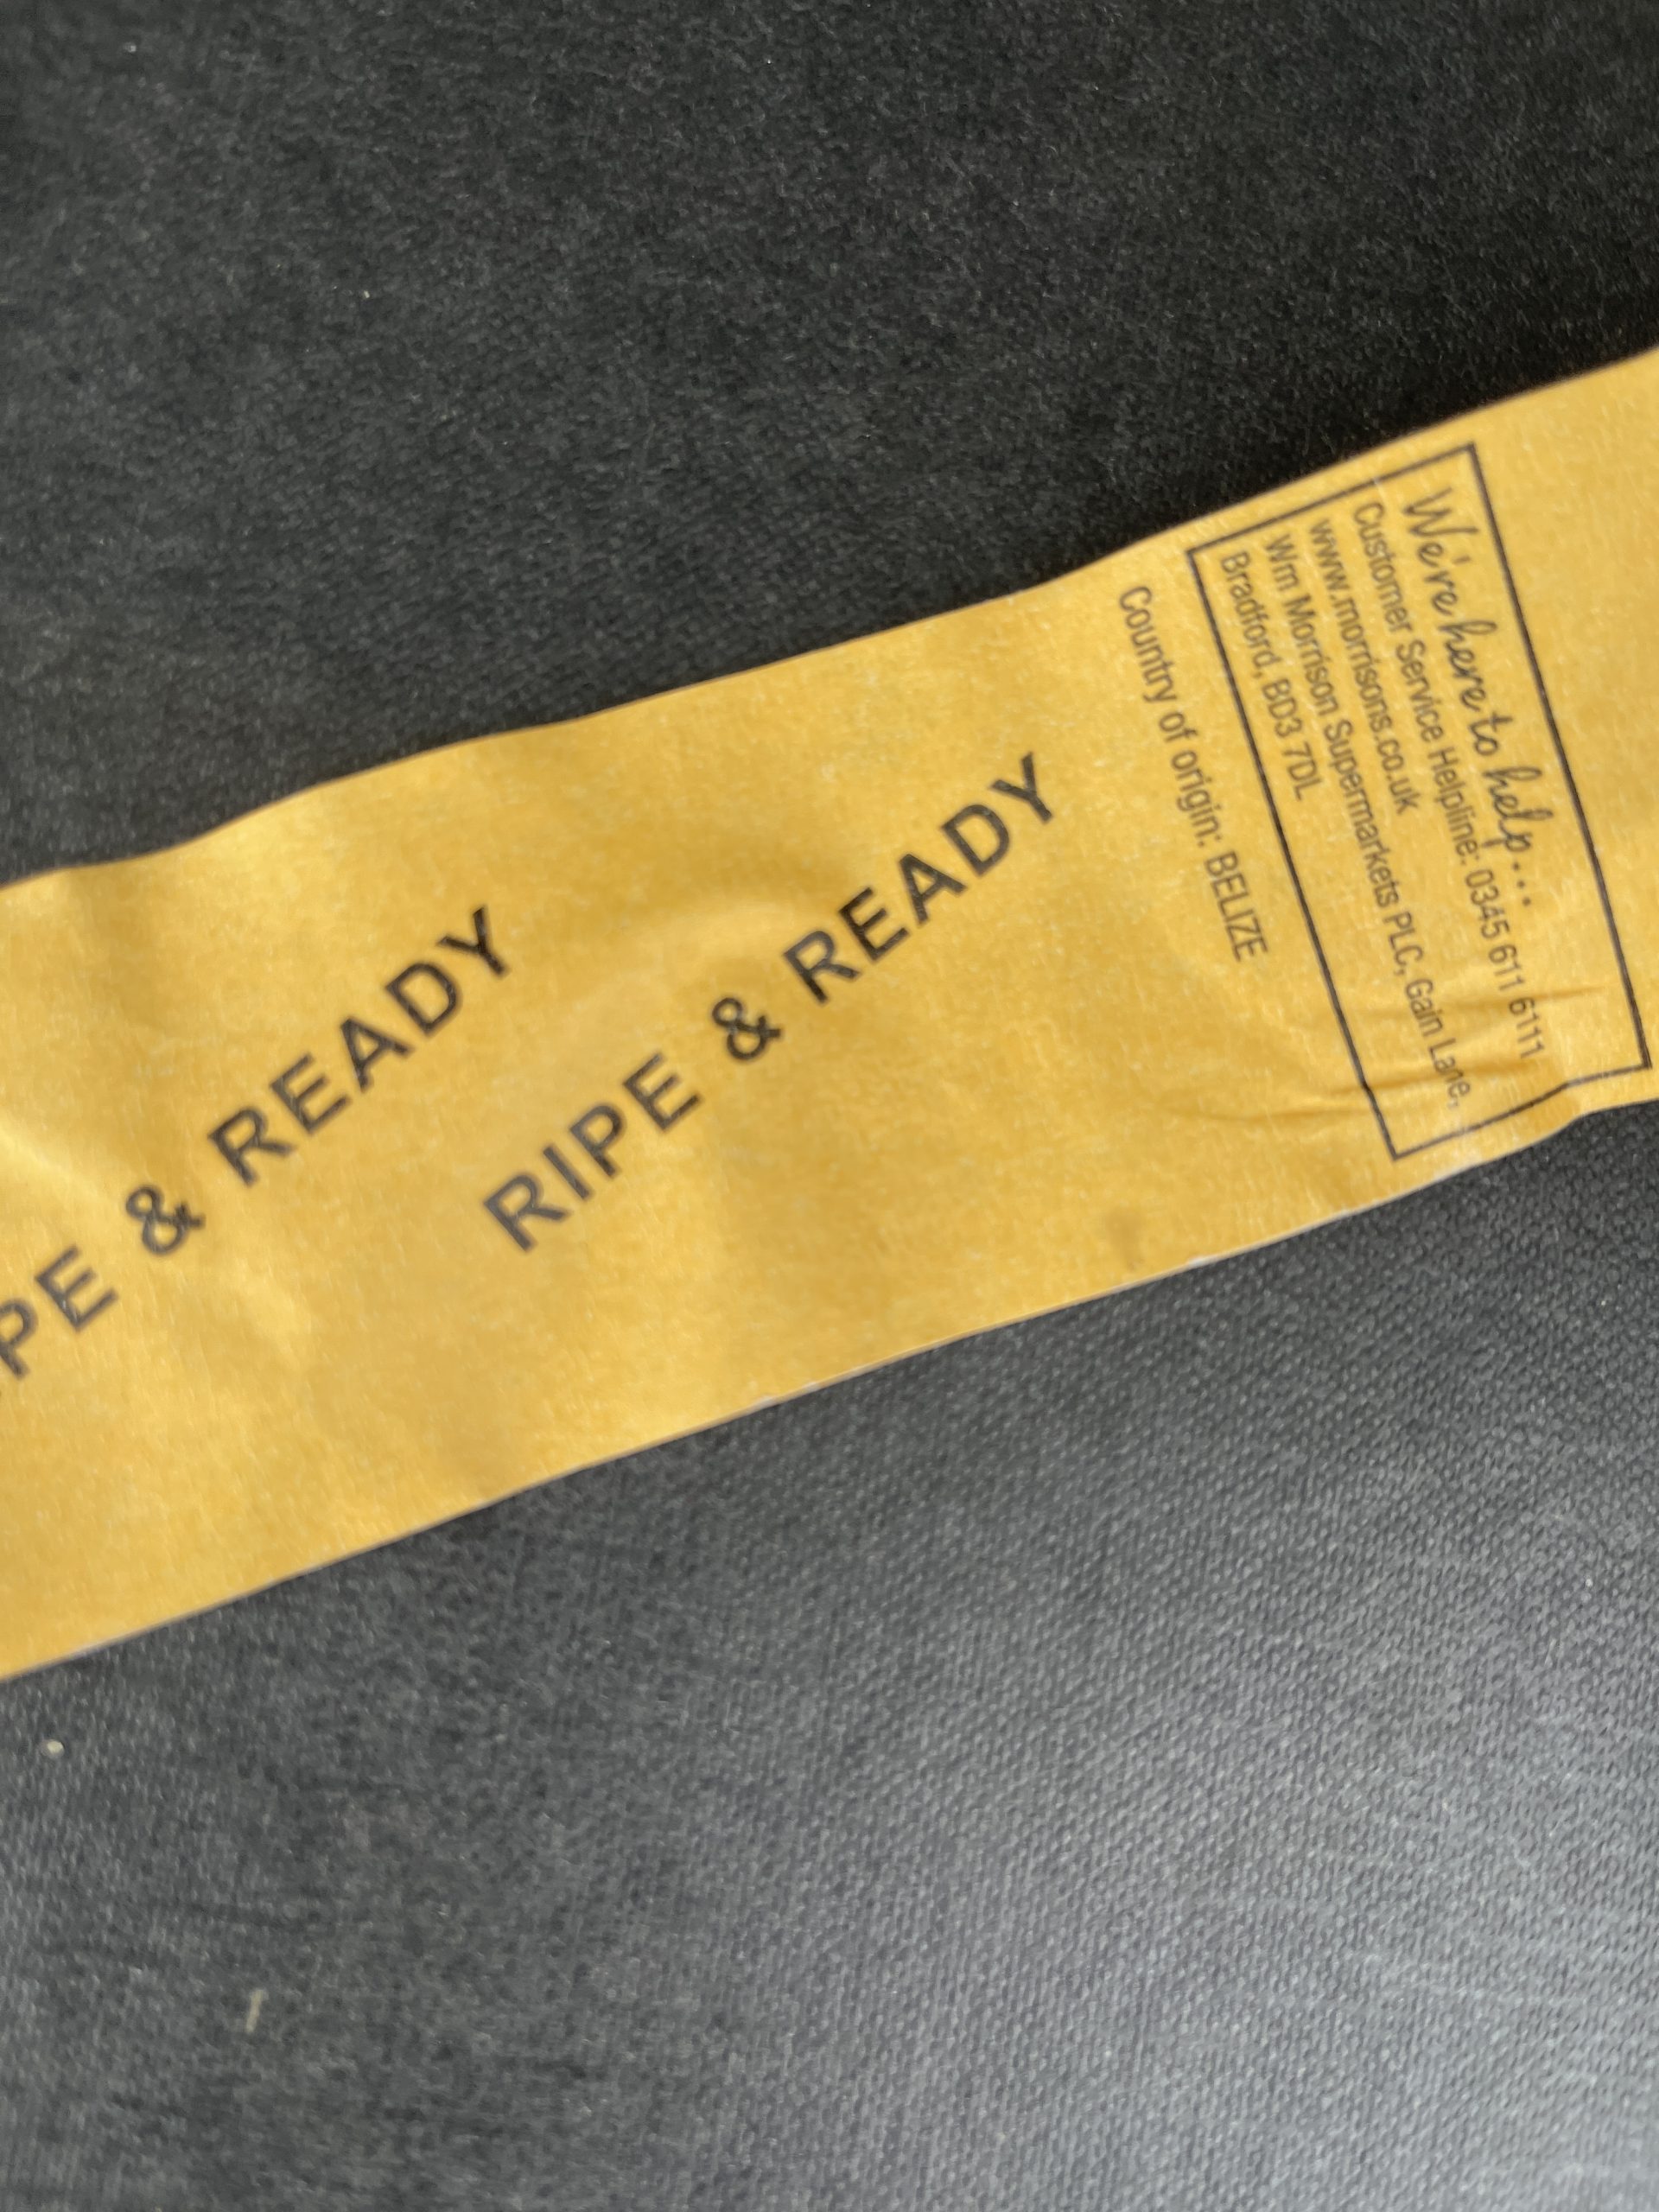 RIPE & READY
PE & READY
We're here to help...
Customer Service Helpline: 0345 611 6111
www.morrisons.co.uk
Wm Morrison Supermarkets PLC, Gain Lane,
Bradford, BD3 7DL
Country of origin: BELIZE